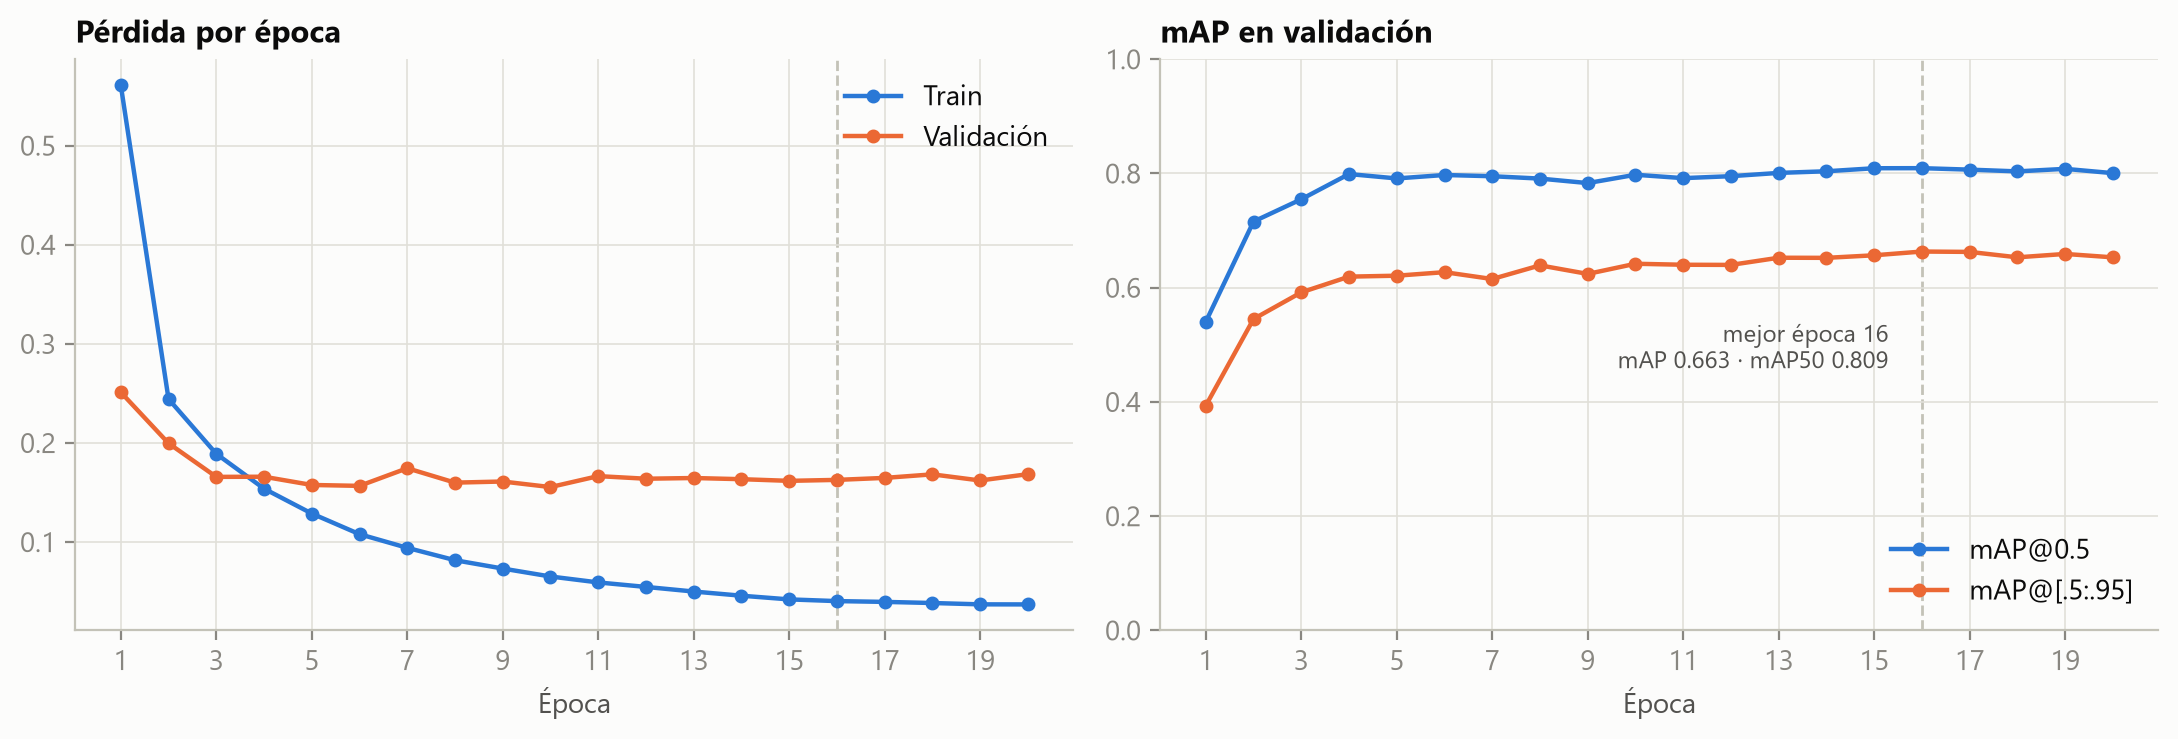 Pérdida por época
0.5
0.4
0.3
0.2
0.1
1 3 5 7 9 11 13 15 17 19
Época
Train
Validación
mAP en validación
1.0
0.8
0.6
0.4
0.2
0.0
1 3 5 7 9 11 13 15 17 19
Época
mejor época 16
mAP 0.663 · mAP50 0.809
mAP@0.5
mAP@[.5:.95]